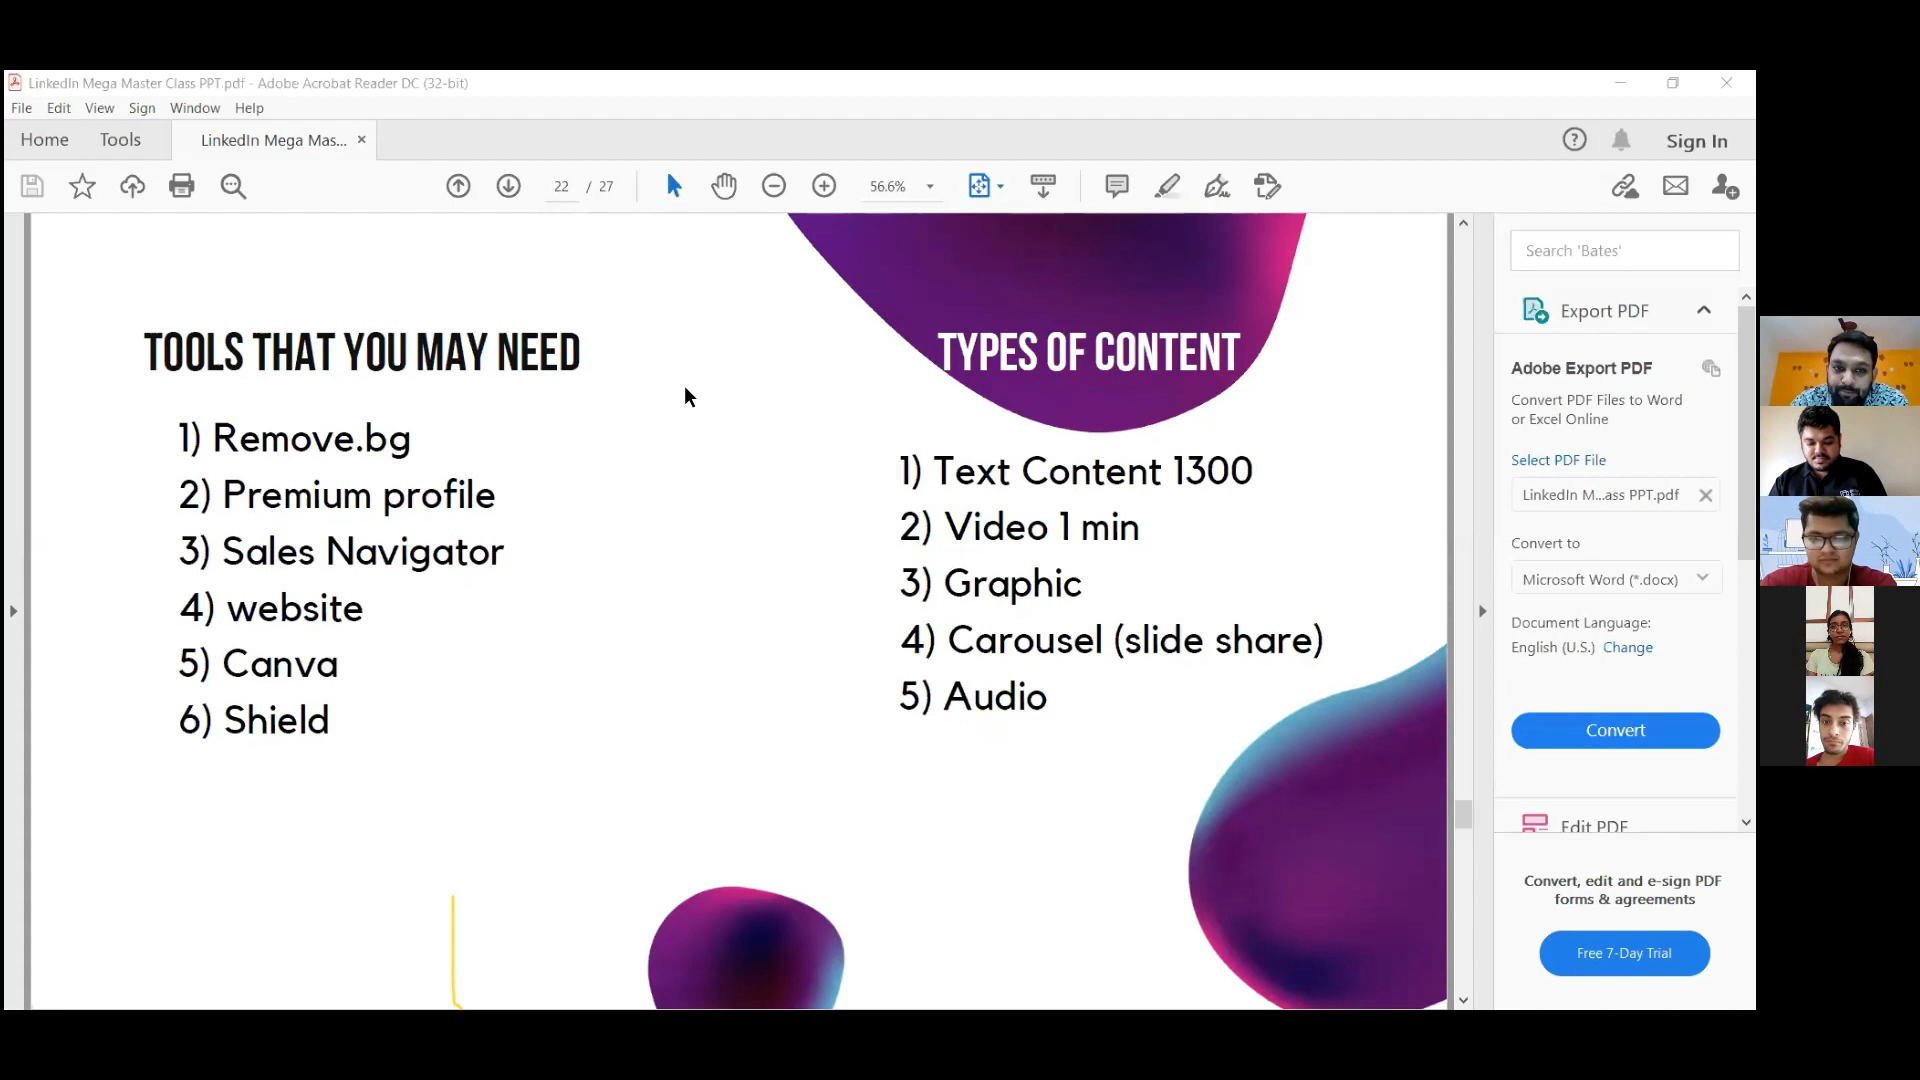 LinkedIn Mega Master Class PPT.pdf - Adobe Acrobat Reader DC (32-bit)
File Edit View Sign Window Help
Home Tools LinkedIn Mega Mas... ×
Sign In
22 / 27
56.6%
TOOLS THAT YOU MAY NEED
1) Remove.bg
2) Premium profile
3) Sales Navigator
4) website
5) Canva
6) Shield
TYPES OF CONTENT
1) Text Content 1300
2) Video 1 min
3) Graphic
4) Carousel (slide share)
5) Audio
Search 'Bates'
Export PDF
Adobe Export PDF
Convert PDF Files to Word
or Excel Online
Select PDF File
LinkedIn M...ass PPT.pdf
Convert to
Microsoft Word (*.docx)
Document Language:
English (U.S.) Change
Convert
Edit PDF
Convert, edit and e-sign PDF
forms & agreements
Free 7-Day Trial